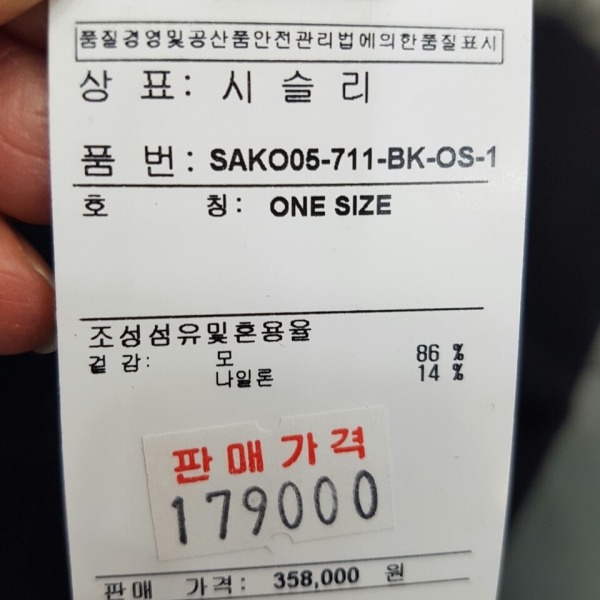 품질경영및공산품안전관리법에의한품질표시
상 표: 시 슬 리
품 번: SAKO05-711-BK-OS-1
호 칭: ONE SIZE
조성섬유및혼용율
겉 감: 모 86 %
나일론 14 %
판매가격
179000
판매 가격: 358,000 원